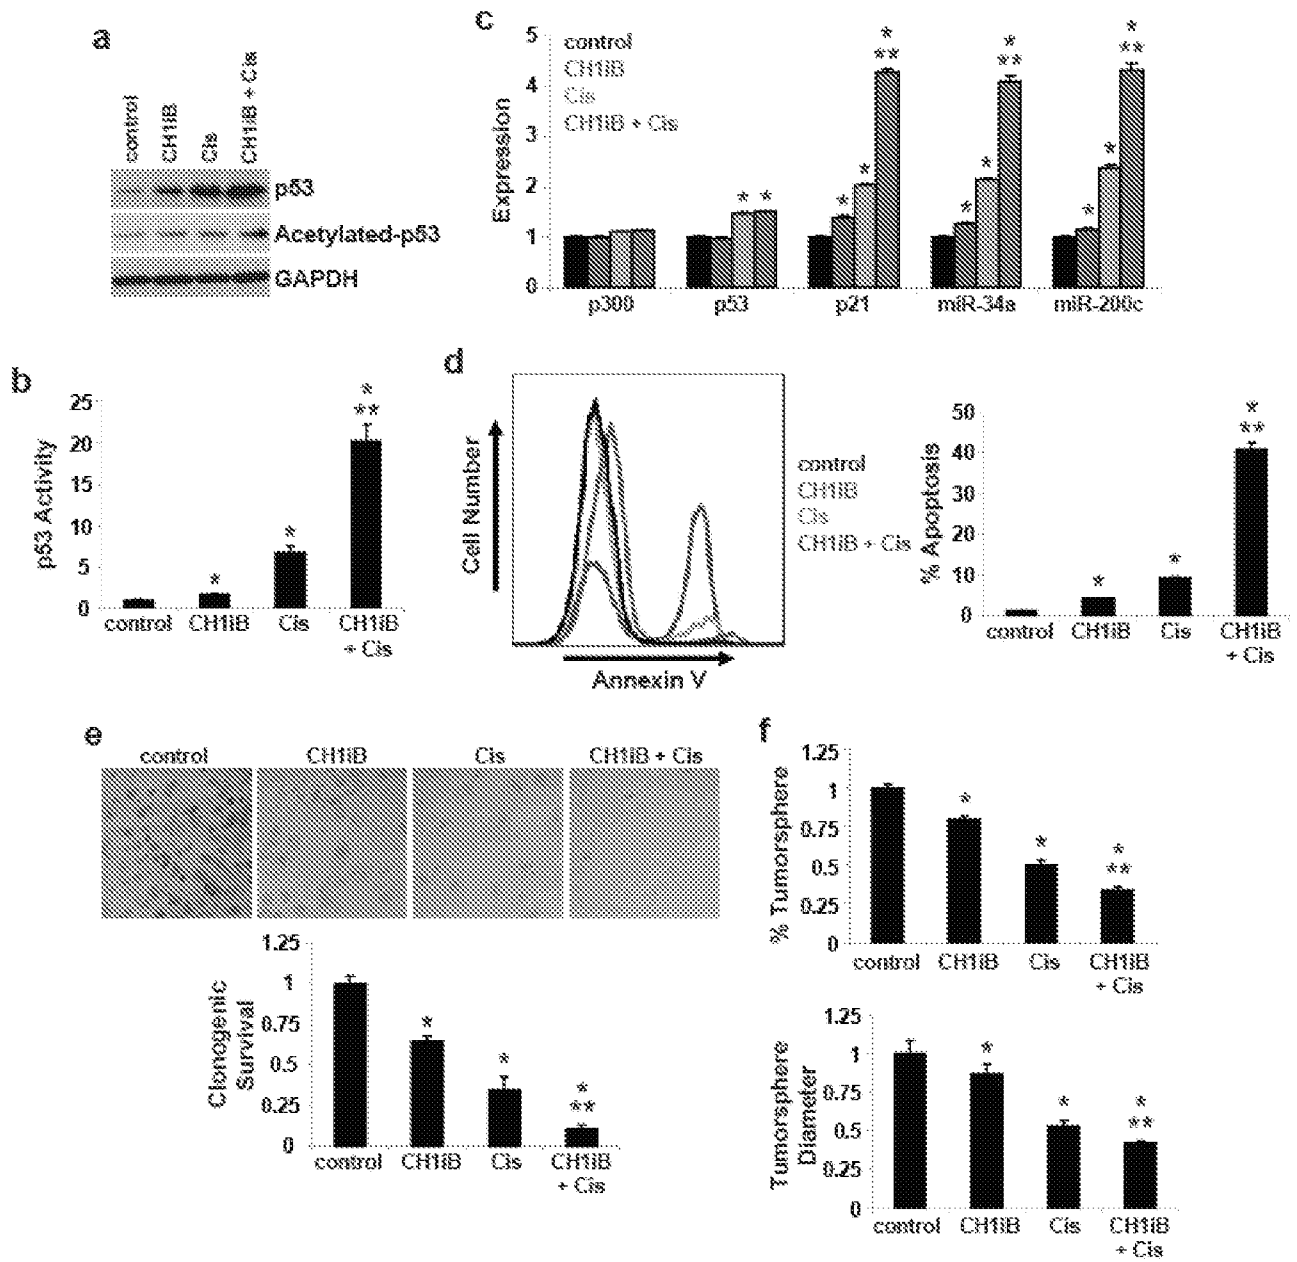 a
control
CH1iB
Cis
CH1iB + Cis
p53
Acetylated-p53
GAPDH
c
Expression
5
4
3
2
1
0
control
CH1iB
Cis
CH1iB + Cis
*
**
*
**
*
**
* *
* *
* *
* *
p300 p53 p21 miR-34a miR-200c
b
p53 Activity
25
20
15
10
5
0
*
*
*
**
control CH1iB Cis CH1iB
+ Cis
d
Cell Number
Annexin V
control
CH1iB
Cis
CH1iB + Cis
% Apoptosis
50
40
30
20
10
0
*
*
*
**
control CH1iB Cis CH1iB
+ Cis
e
control CH1iB Cis CH1iB + Cis
Clonogenic
Survival
1.25
1
0.75
0.5
0.25
0
*
*
*
**
control CH1iB Cis CH1iB
+ Cis
f
% Tumorsphere
1.25
1
0.75
0.5
0.25
0
*
*
*
**
control CH1iB Cis CH1iB
+ Cis
Tumorsphere
Diameter
1.25
1
0.75
0.5
0.25
0
*
*
*
**
control CH1iB Cis CH1iB
+ Cis